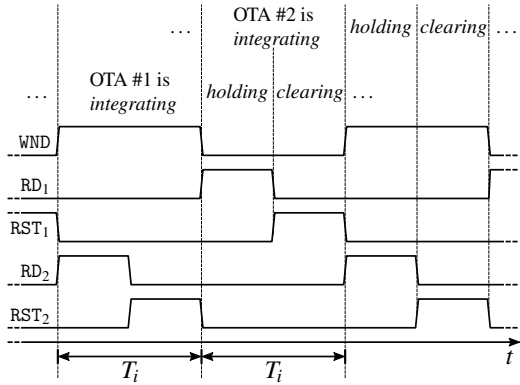 ... OTA #2 is holding clearing ...
integrating
OTA #1 is
... integrating holding clearing ...
WND
RD1
RST1
RD2
RST2
t
Ti Ti